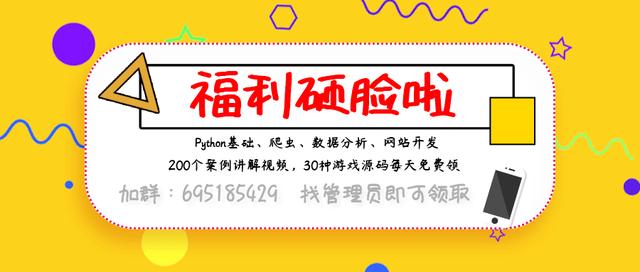 福利砸脸啦
Python基础、爬虫、数据分析、网站开发
200个案例讲解视频，30种游戏源码每天免费领
加群：695185429 找管理员即可领取